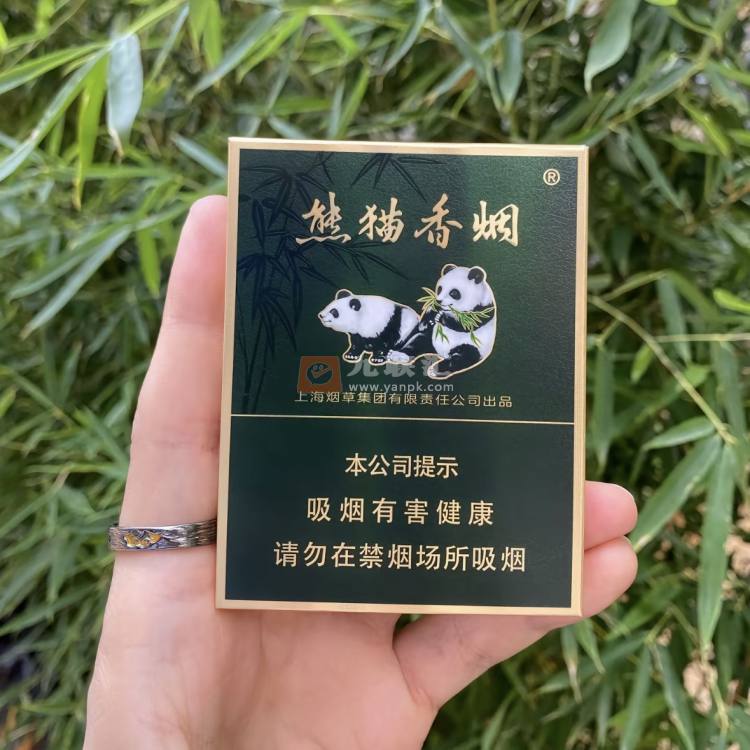 ®
熊猫香烟
www.yanpk.com
上海烟草集团有限责任公司出品
本公司提示
吸烟有害健康
请勿在禁烟场所吸烟